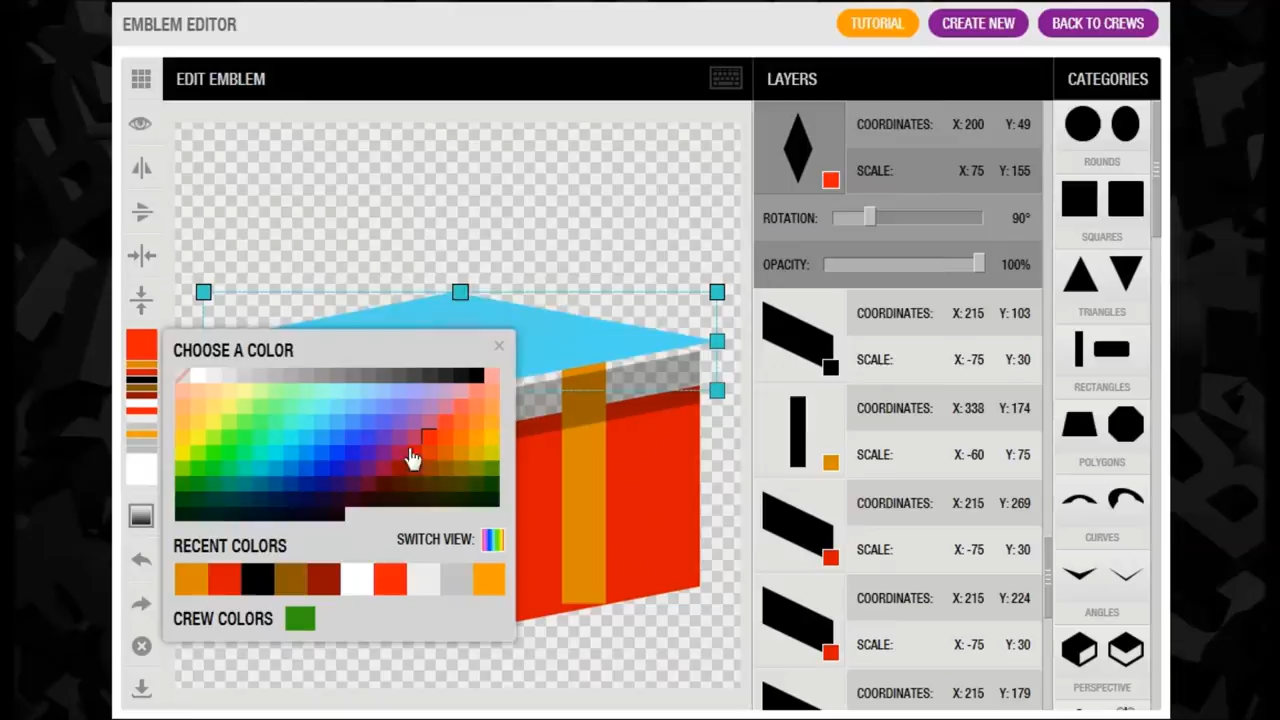 EMBLEM EDITOR
TUTORIAL
CREATE NEW
BACK TO CREWS
EDIT EMBLEM
LAYERS
CATEGORIES
COORDINATES: X: 200 Y: 49
SCALE: X: 75 Y: 155
ROTATION: 90°
OPACITY: 100%
COORDINATES: X: 215 Y: 103
SCALE: X: -75 Y: 30
COORDINATES: X: 338 Y: 174
SCALE: X: -60 Y: 75
COORDINATES: X: 215 Y: 269
SCALE: X: -75 Y: 30
COORDINATES: X: 215 Y: 224
SCALE: X: -75 Y: 30
COORDINATES: X: 215 Y: 179
ROUNDS
SQUARES
TRIANGLES
RECTANGLES
POLYGONS
CURVES
ANGLES
PERSPECTIVE
CHOOSE A COLOR
SWITCH VIEW:
RECENT COLORS
CREW COLORS